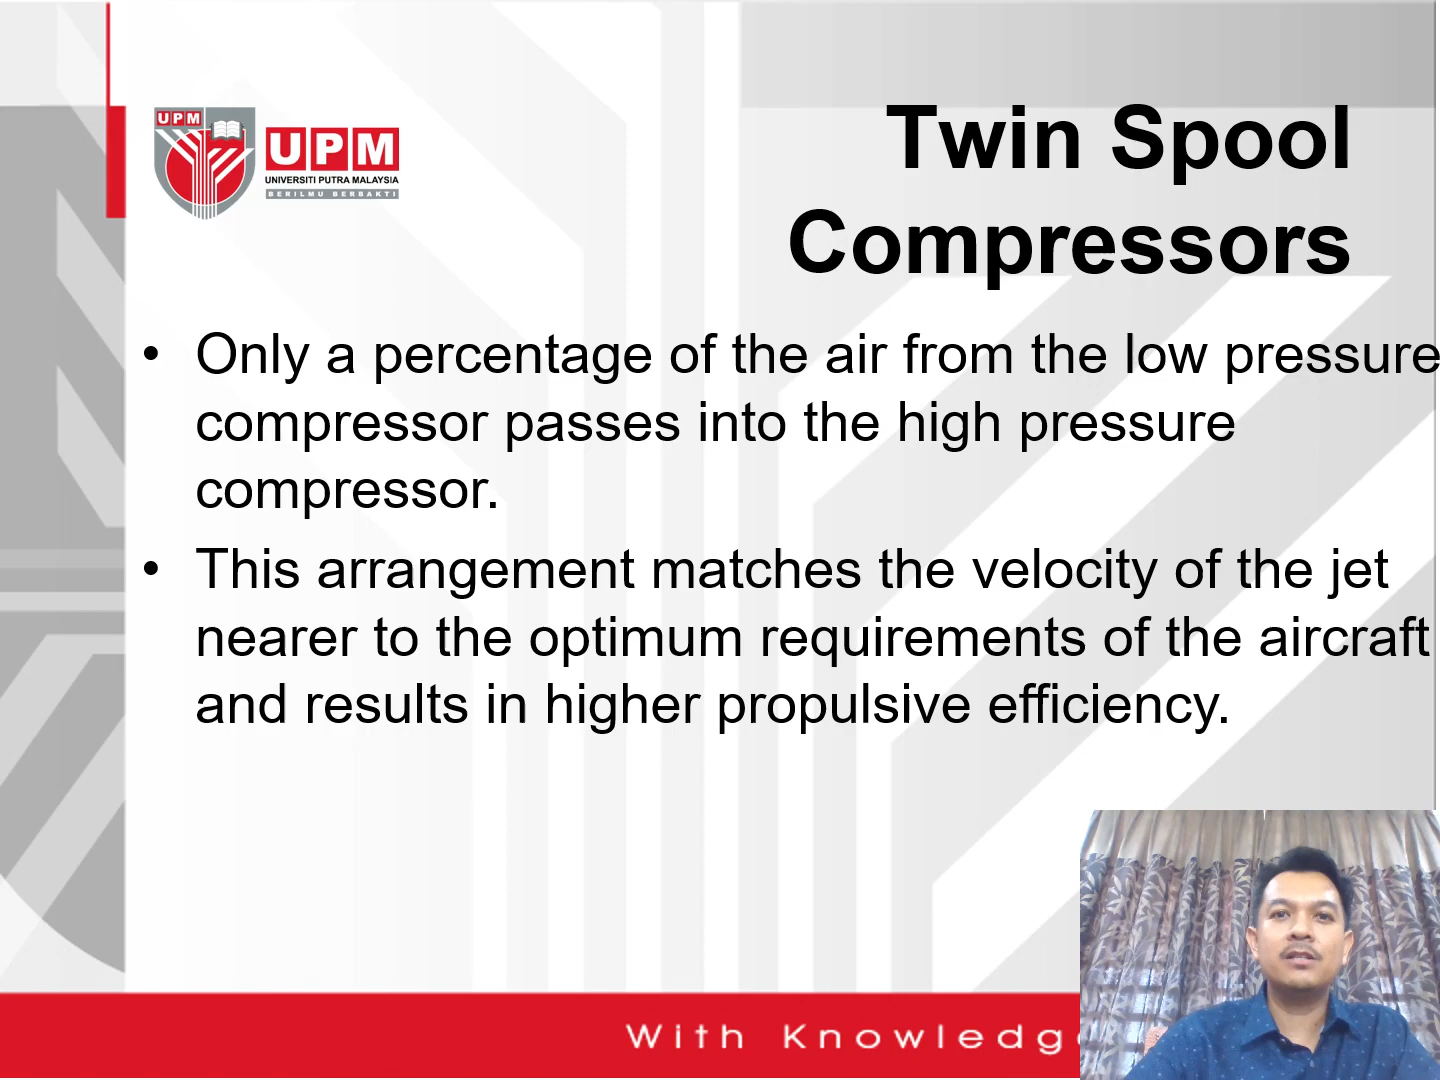 UPM
UPM
UNIVERSITI PUTRA MALAYSIA
BERILMU BERBAKTI
Twin Spool
Compressors
• Only a percentage of the air from the low pressure
compressor passes into the high pressure
compressor.
• This arrangement matches the velocity of the jet
nearer to the optimum requirements of the aircraft
and results in higher propulsive efficiency.
With Knowledg